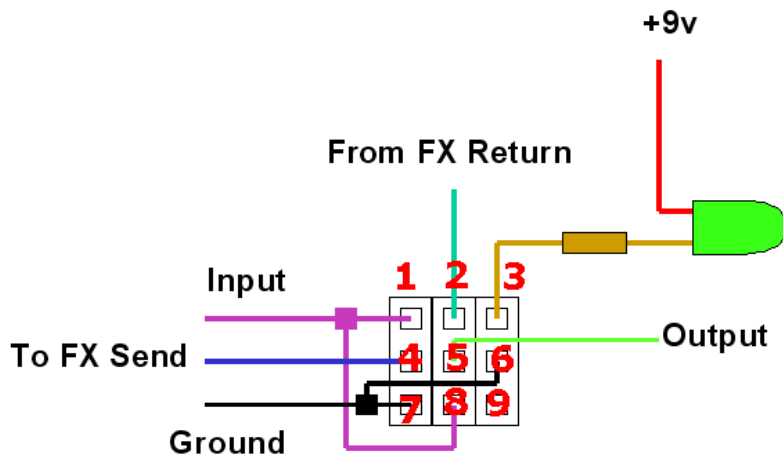 +9v
From FX Return
1 2 3
Input
To FX Send
4 5 6
Output
7 8 9
Ground